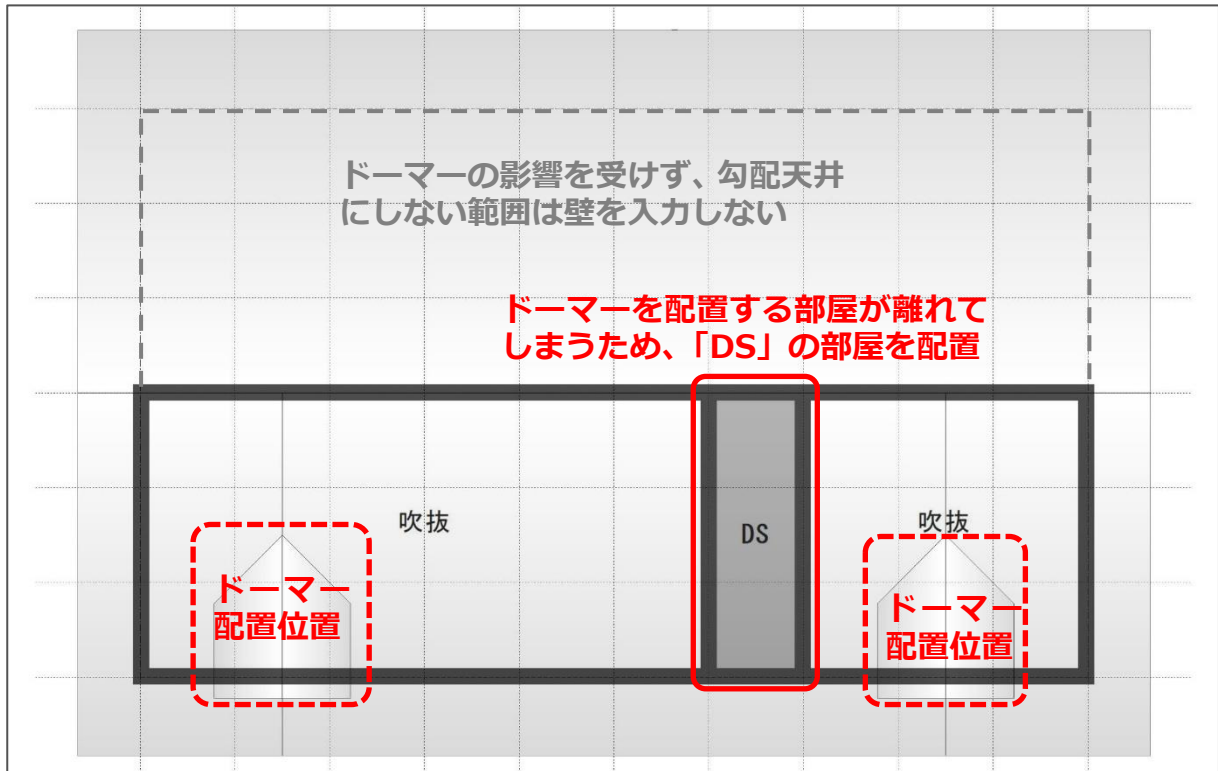 ドーマーの影響を受けず、勾配天井
にしない範囲は壁を入力しない
ドーマーを配置する部屋が離れて
しまうため、「DS」の部屋を配置
吹抜
DS
吹抜
ドーマー
配置位置
ドーマー
配置位置